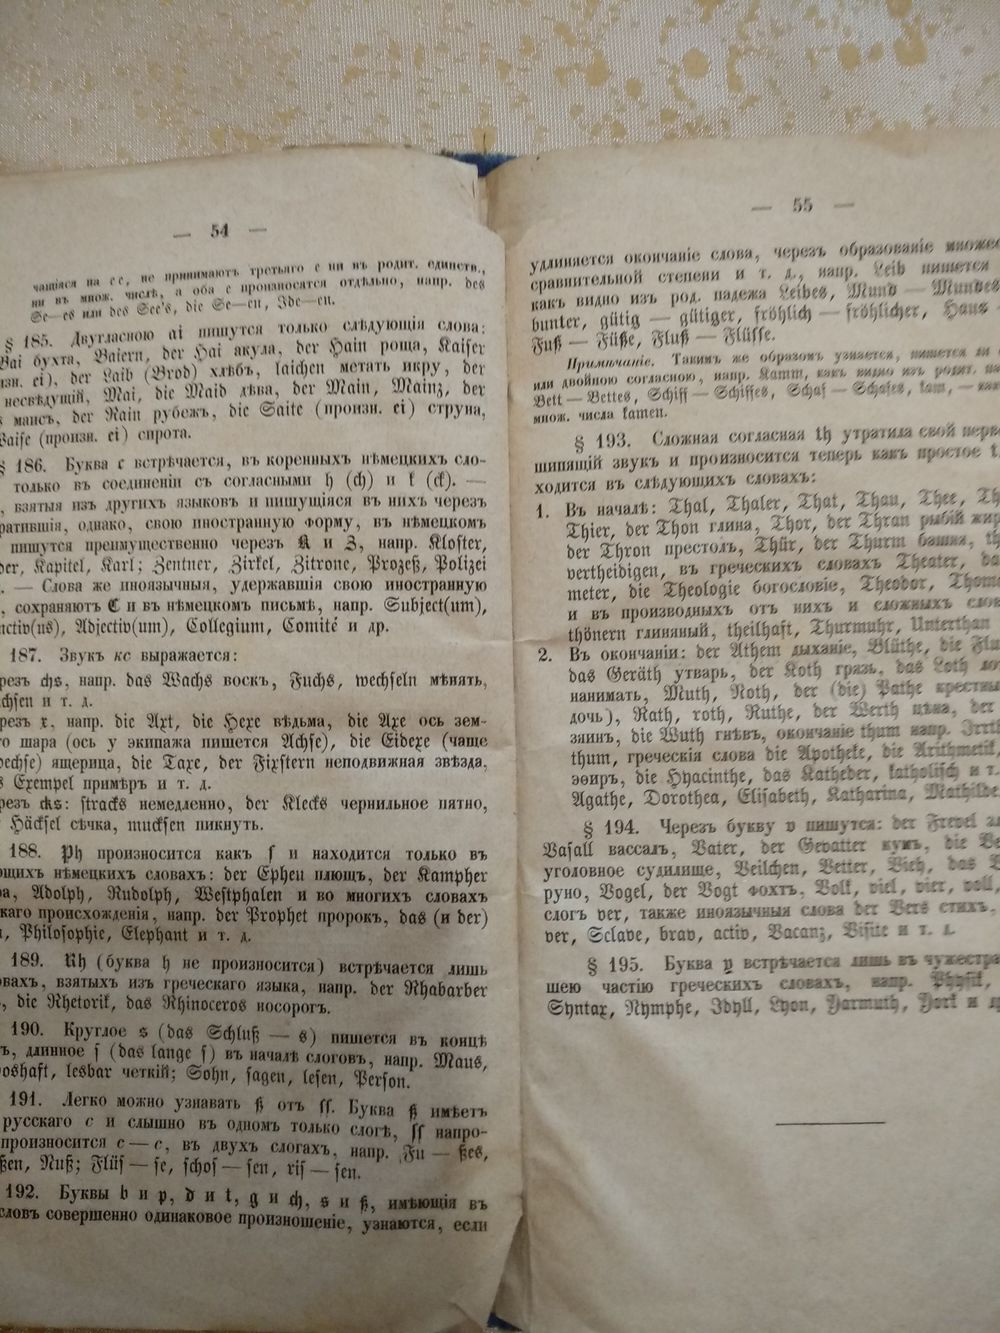 — 54 —
чащіяся на ee, не принимаютъ третьяго e ни въ родит. единств.,
ни въ множ. числѣ, а оба e произносятся отдѣльно, напр. des
See's, die Se—en, Ide—en.
§ 185. Двугласною ai пишутся только слѣдующія слова:
Bai бухта, Baiern, der Hai акула, der Hain роща, Kaiser
ei), der Laib (Brod) хлѣбъ, laichen метать икру, der
несвѣдущій, Mai, die Maid дѣва, der Main, Mainz, der
маисъ, der Rain рубежъ, die Saite (произн. ei) струна,
Waise (произн. ei) сирота.
§ 186. Буква c встрѣчается, въ коренныхъ нѣмецкихъ сло-
только въ соединеніи съ согласными h (ch) и k (ck). —
взятыя изъ другихъ языковъ и пишущіяся въ нихъ черезъ
однако, свою иностранную форму, въ нѣмецкомъ
пишутся преимущественно черезъ K и Z, напр. Kloster,
Kapitel, Karl; Zentner, Zirkel, Zitrone, Prozeß, Polizei
— Слова же иноязычныя, удержавшія свою иностранную
сохраняютъ C и въ нѣмецкомъ письмѣ, напр. Subject(um),
Adjectiv(um), Collegium, Comité и др.
187. Звукъ кс выражается:
chs, напр. das Wachs воскъ, Fuchs, wechseln мѣнять,
и т. д.
x, напр. die Axt, die Hexe вѣдьма, die Axe ось зем-
шара (ось у экипажа пишется Achse), die Eidexe (чаще
ящерица, die Taxe, der Fixstern неподвижная звѣзда,
Exempel примѣръ и т. д.
cks: stracks немедленно, der Klecks чернильное пятно,
Häcksel сѣчка, mucksen пикнуть.
188. Ph произносится какъ f и находится только въ
нѣмецкихъ словахъ: der Epheu плющъ, der Kampher
Adolph, Rudolph, Westphalen и во многихъ словахъ
происхожденія, напр. der Prophet пророкъ, das (и der)
Philosophie, Elephant и т. д.
189. Rh (буква h не произносится) встрѣчается лишь
взятыхъ изъ греческаго языка, напр. der Rhabarber
die Rhetorik, das Rhinoceros носорогъ.
190. Круглое s (das Schluß — s) пишется въ концѣ
длинное ſ (das lange ſ) въ началѣ слоговъ, напр. Maus,
lesbar четкій; Sohn, sagen, lesen, Person.
191. Легко можно узнавать ß отъ ſſ. Буква ß имѣетъ
русскаго с и слышно въ одномъ только слогѣ, ſſ напро-
произносится с—с, въ двухъ слогахъ, напр. Fu—ßes,
Nuß; Flüs—se, schos—sen, ris—sen.
192. Буквы b и p, d и t, g и ch, s и ß, имѣющія въ
словъ совершенно одинаковое произношеніе, узнаются, если
— 55 —
удлиняется окончаніе слова, черезъ образованіе
сравнительной степени и т. д., напр. Leib пишется
какъ видно изъ род. падежа Leibes, Mund — Mundes
bunter, gütig — gütiger, fröhlich — fröhlicher, Haus
Fuß — Füße, Fluß — Flüsse.
Примѣчаніе. Такимъ же образомъ узнается, пишется ли
или двойною согласною, напр. Kamm, какъ видно изъ родит.
Bett — Bettes, Schiff — Schiffes, Schaf — Schafes, kam, —
множ. числа kamen.
§ 193. Сложная согласная th утратила свой
шипящій звукъ и произносится теперь какъ простое t,
ходится въ слѣдующихъ словахъ:
1. Въ началѣ: Thal, Thaler, That, Thau, Thee,
Thier, der Thon глина, Thor, der Thran рыбій жиръ
der Thron престолъ, Thür, der Thurm башня,
vertheidigen, въ греческихъ словахъ Theater,
meter, die Theologie богословіе, Theodor,
и въ производныхъ отъ нихъ и сложныхъ
thönern глиняный, theilhaft, Thurmuhr, Unterthan
2. Въ окончаніи: der Athem дыханіе, Blüthe, die
das Geräth утварь, der Koth грязь, das Loth
нанимать, Muth, Noth, der (die) Pathe
дочь), Rath, roth, Ruthe, der Werth цѣна, der
зяинъ, die Wuth гнѣвъ, окончаніе thum напр.
thum, греческія слова die Apotheke, die Arithmetik,
эѳиръ, die Hyacinthe, das Katheder, katholisch и т.
Agathe, Dorothea, Elisabeth, Katharina, Mathilde
§ 194. Черезъ букву v пишутся: der Frevel
Vasall вассалъ, Vater, der Gevatter кумъ, die
уголовное судилище, Veilchen, Vetter, Vieh, das
руно, Vogel, der Vogt фохтъ, Volk, viel, vier, voll,
слогъ ver, также иноязычныя слова der Vers стихъ,
ver, Sclave, brav, activ, Vacanz, Visite и т. д.
§ 195. Буква y встрѣчается лишь въ
шею частію греческихъ словахъ, напр. Physik,
Syntax, Nymphe, Idyll, Lyon, Yarmuth, York и